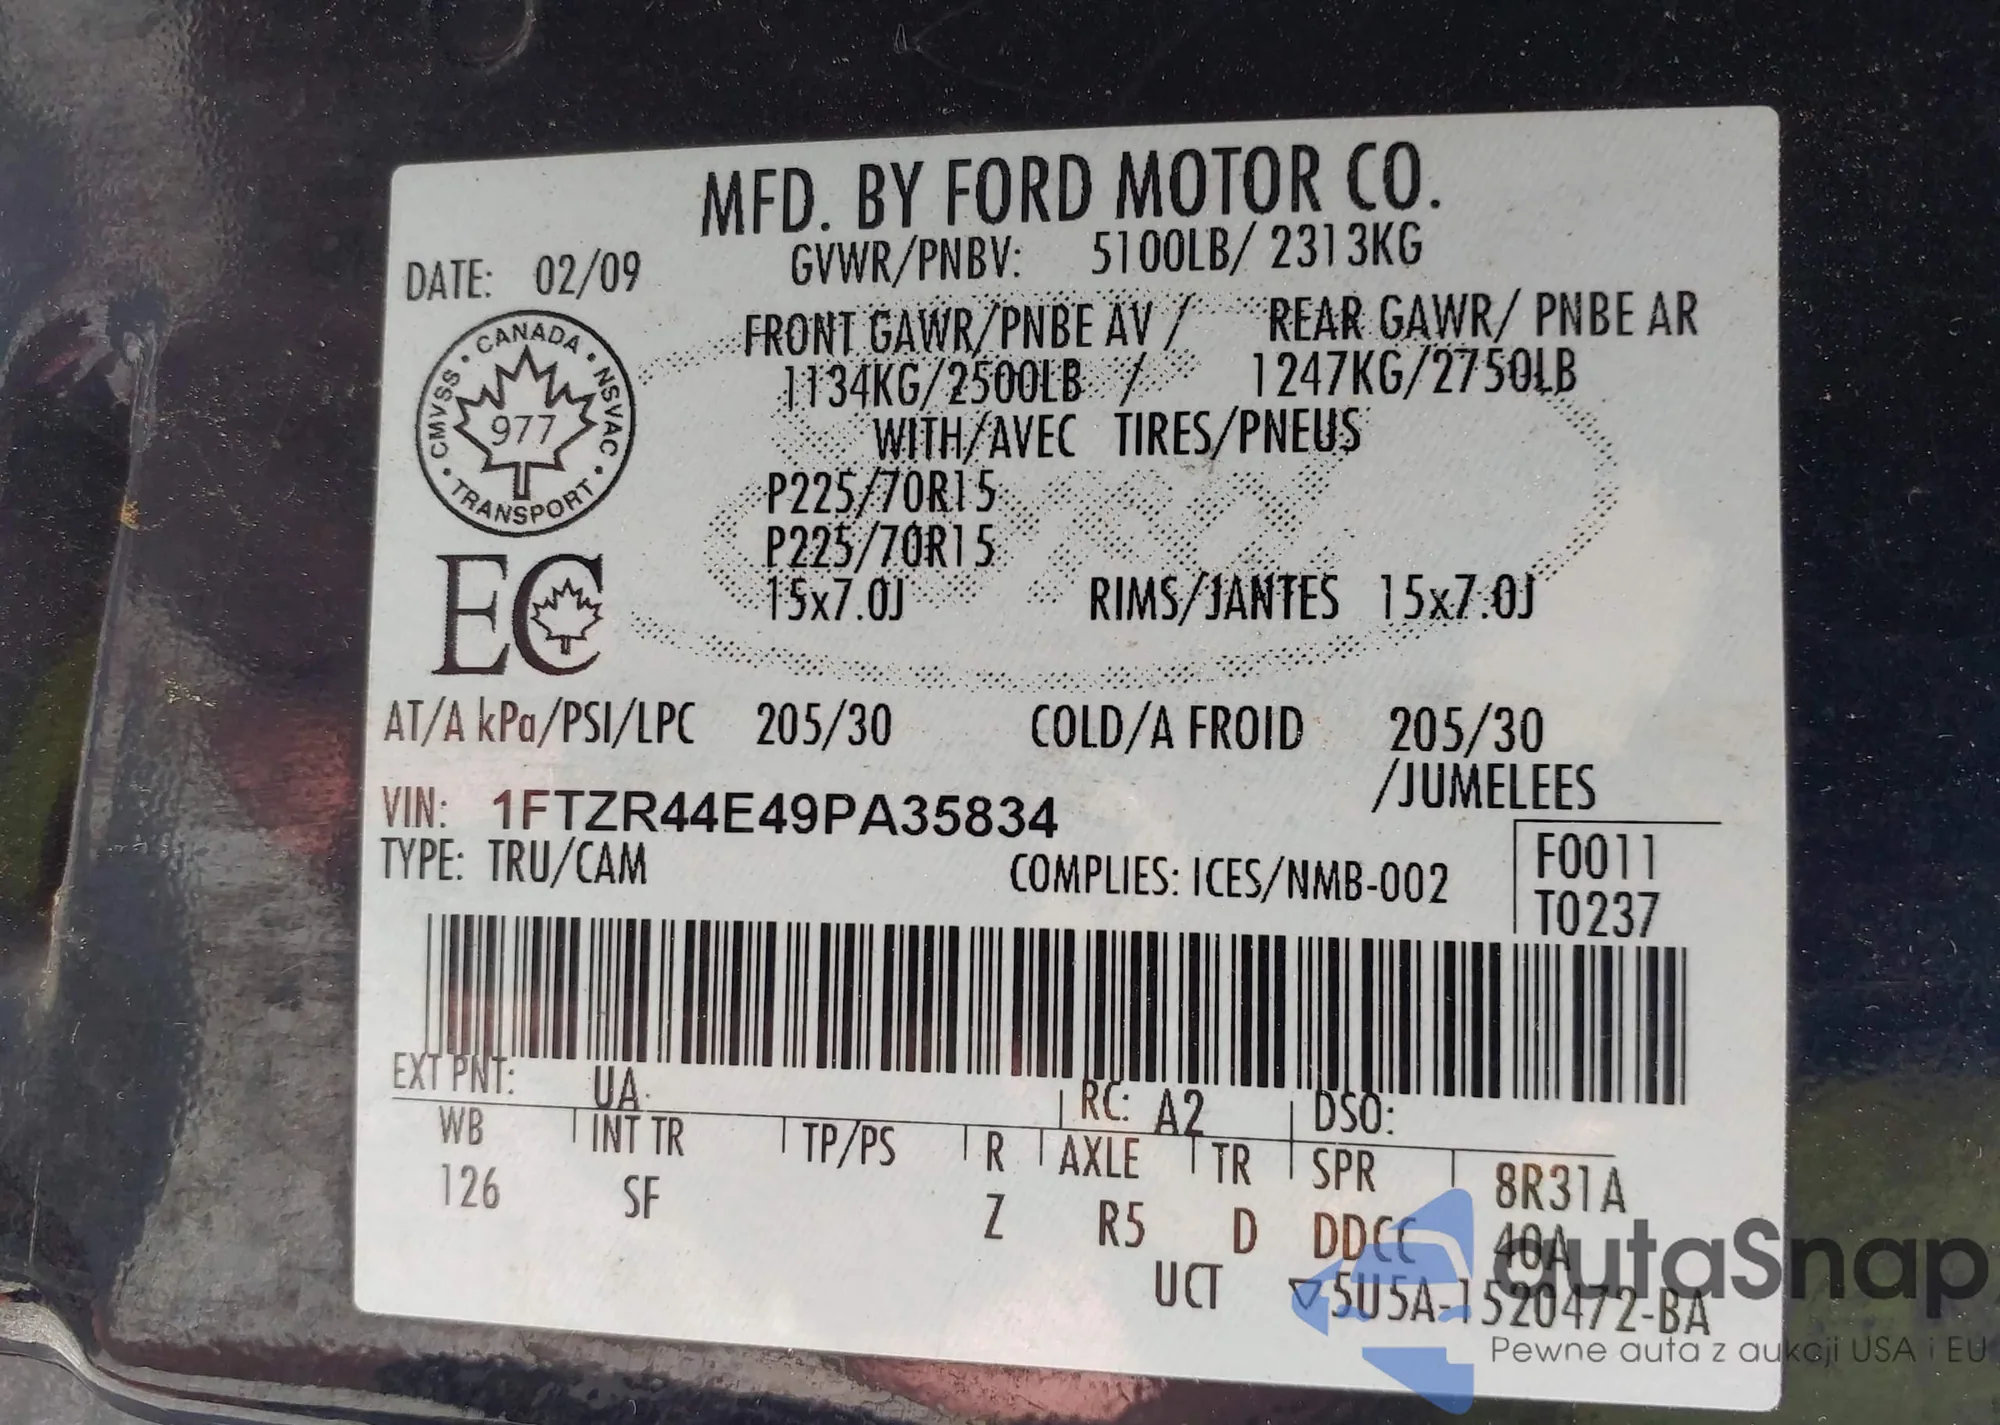 MFD. BY FORD MOTOR CO.
DATE: 02/09
GVWR/PNBV: 5100LB/ 2313KG
FRONT GAWR/PNBE AV / REAR GAWR/ PNBE AR
1134KG/2500LB / 1247KG/2750LB
WITH/AVEC TIRES/PNEUS
P225/70R15
P225/70R15
15x7.0J RIMS/JANTES 15x7.0J
CANADA
CMVSS
NSVAC
977
TRANSPORT
EC
AT/A kPa/PSI/LPC 205/30 COLD/A FROID 205/30
/JUMELEES
VIN: 1FTZR44E49PA35834
TYPE: TRU/CAM COMPLIES: ICES/NMB-002
F0011
T0237
EXT PNT: UA RC: A2 DSO:
WB INT TR TP/PS R AXLE TR SPR 8R31A
126 SF Z R5 D DDCC 40A
UCT ▽5U5A-1520472-BA
autaSnap
Pewne auta z aukcji USA i EU